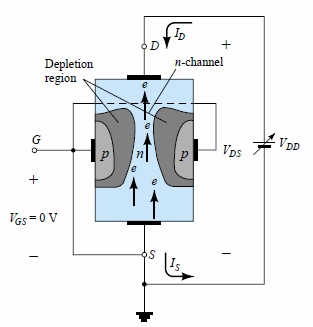 I_D
D
+
Depletion
region
n-channel
e
e
G
p
n
p
V_DS
V_DD
e
+
e
V_GS = 0 V
–
S
I_S
–